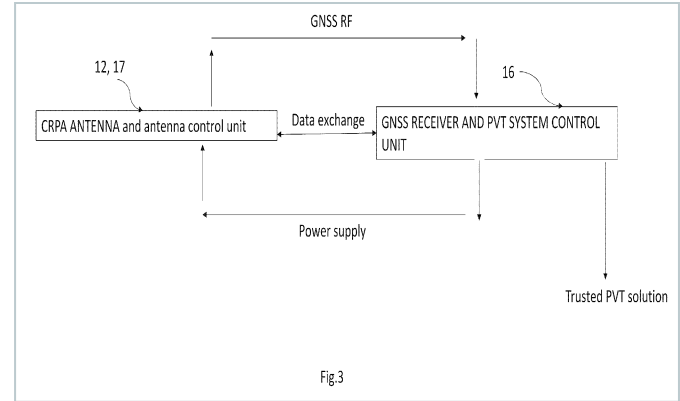 GNSS RF
12, 17
16
CRPA ANTENNA and antenna control unit
Data exchange
GNSS RECEIVER AND PVT SYSTEM CONTROL
UNIT
Power supply
Trusted PVT solution
Fig.3